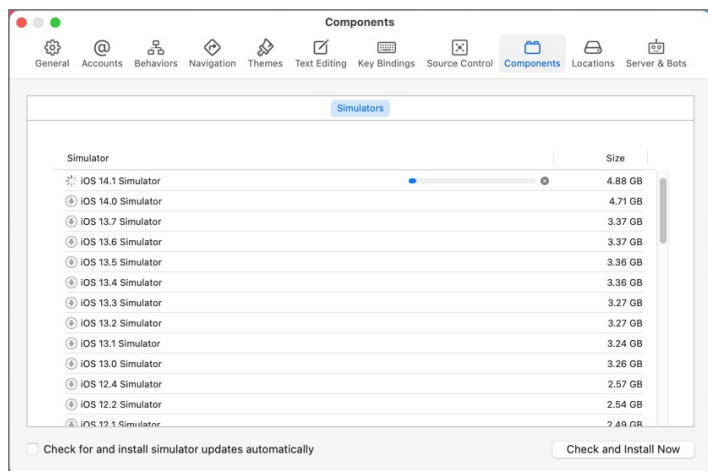 Components
General Accounts Behaviors Navigation Themes Text Editing Key Bindings Source Control Components Locations Server & Bots
Simulators
Simulator Size
iOS 14.1 Simulator 4.88 GB
iOS 14.0 Simulator 4.71 GB
iOS 13.7 Simulator 3.37 GB
iOS 13.6 Simulator 3.37 GB
iOS 13.5 Simulator 3.36 GB
iOS 13.4 Simulator 3.36 GB
iOS 13.3 Simulator 3.27 GB
iOS 13.2 Simulator 3.27 GB
iOS 13.1 Simulator 3.24 GB
iOS 13.0 Simulator 3.26 GB
iOS 12.4 Simulator 2.57 GB
iOS 12.2 Simulator 2.54 GB
iOS 12.1 Simulator 2.49 GB
Check for and install simulator updates automatically Check and Install Now